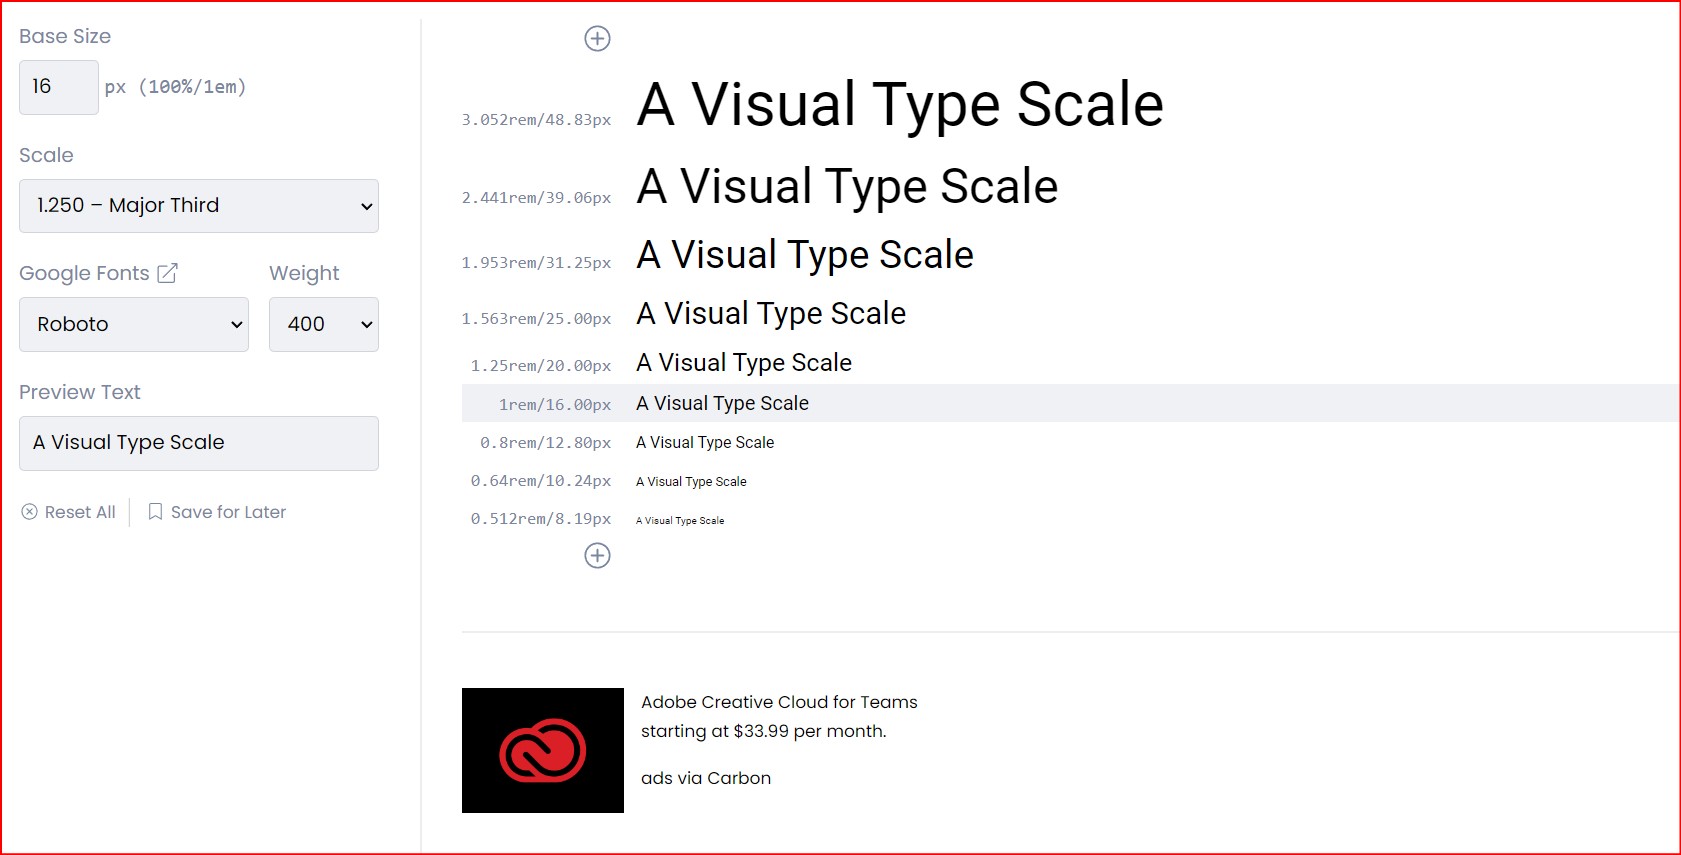 Base Size
16 px (100%/1em)
Scale
1.250 – Major Third
Google Fonts Weight
Roboto 400
Preview Text
A Visual Type Scale
Reset All Save for Later
3.052rem/48.83px A Visual Type Scale
2.441rem/39.06px A Visual Type Scale
1.953rem/31.25px A Visual Type Scale
1.563rem/25.00px A Visual Type Scale
1.25rem/20.00px A Visual Type Scale
1rem/16.00px A Visual Type Scale
0.8rem/12.80px A Visual Type Scale
0.64rem/10.24px A Visual Type Scale
0.512rem/8.19px A Visual Type Scale
Adobe Creative Cloud for Teams
starting at $33.99 per month.
ads via Carbon